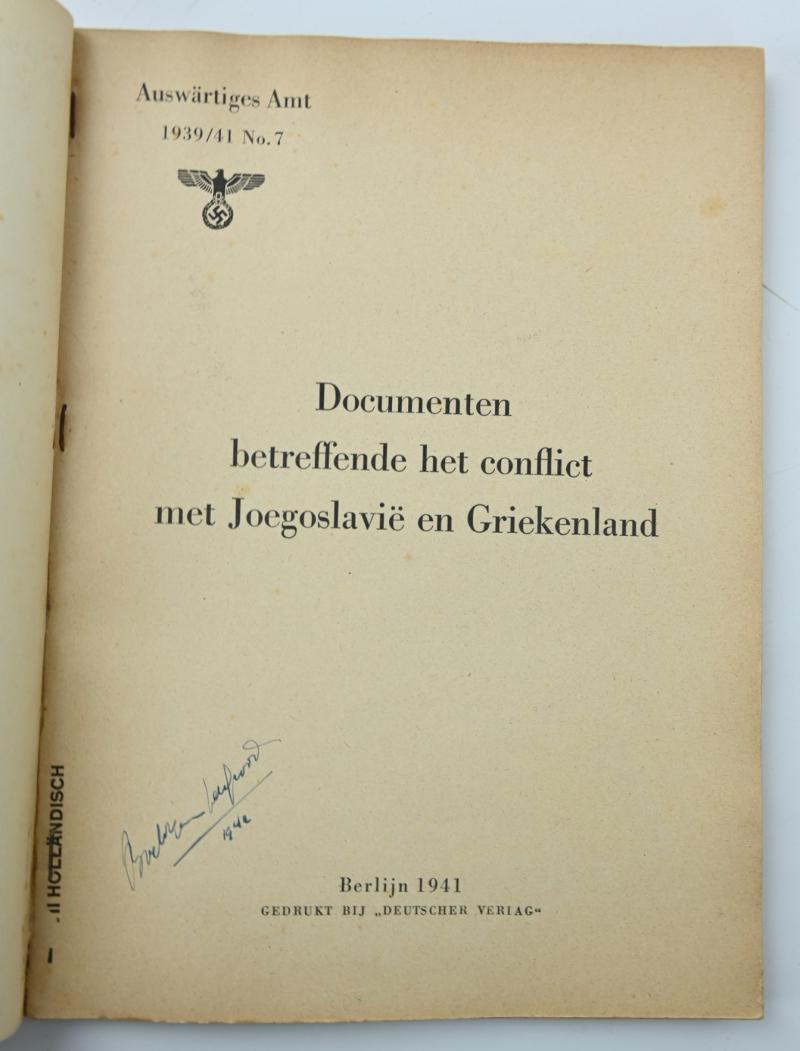 Auswärtiges Amt
1939/41 No. 7
Documenten
betreffende het conflict
met Joegoslavië en Griekenland
1942
Berlijn 1941
GEDRUKT BIJ „DEUTSCHER VERLAG“
HOLLÄNDISCH